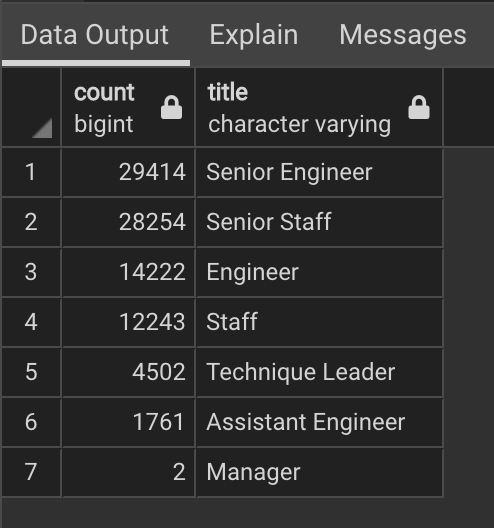 Data Output Explain Messages
count title
bigint character varying
1 29414 Senior Engineer
2 28254 Senior Staff
3 14222 Engineer
4 12243 Staff
5 4502 Technique Leader
6 1761 Assistant Engineer
7 2 Manager